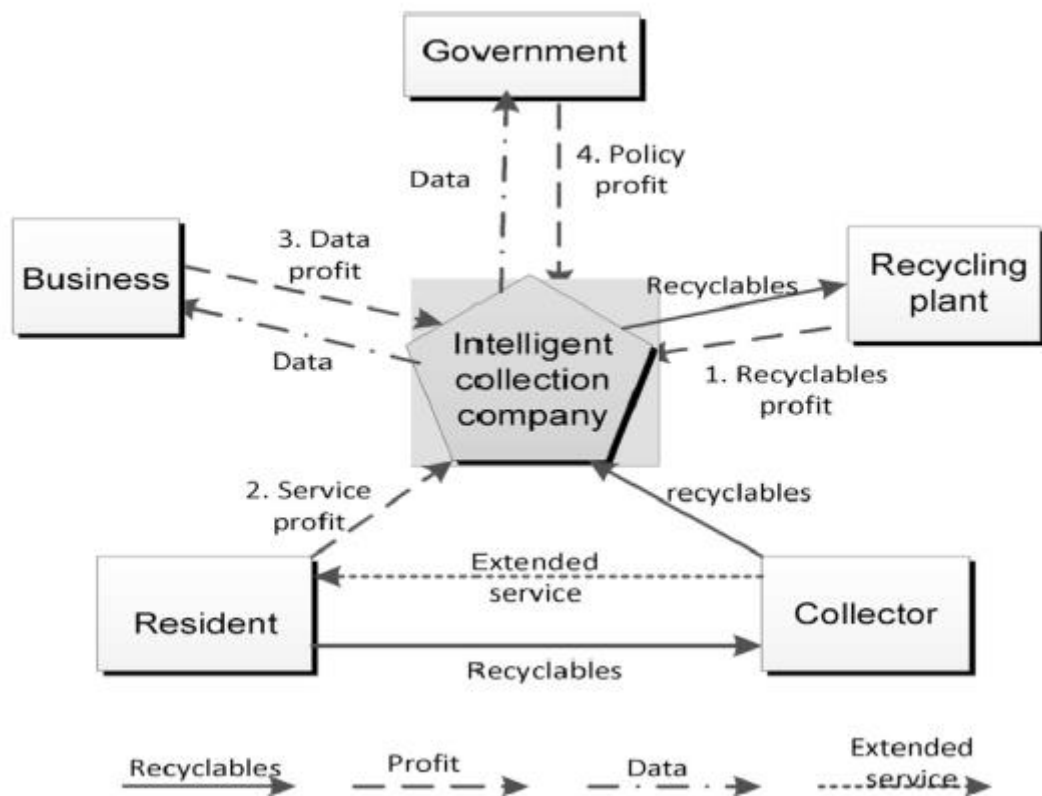 Government
Data
4. Policy
profit
Business
3. Data
profit
Data
Recyclables
Recycling
plant
Intelligent
collection
company
1. Recyclables
profit
2. Service
profit
recyclables
Extended
service
Resident
Collector
Recyclables
Recyclables
Profit
Data
Extended
service